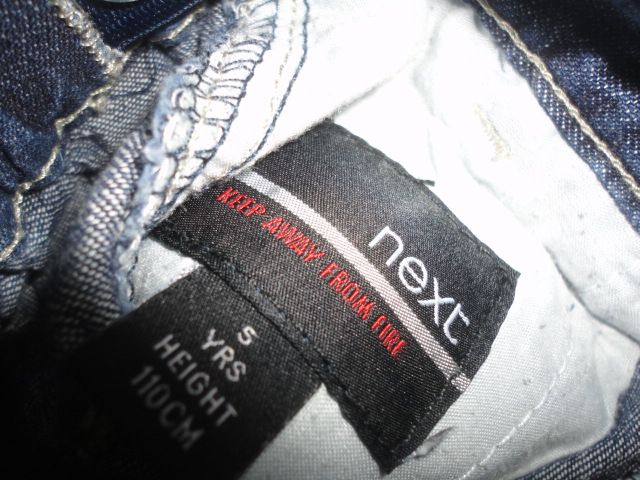 next
KEEP AWAY FROM FIRE
5
YRS
HEIGHT
110CM